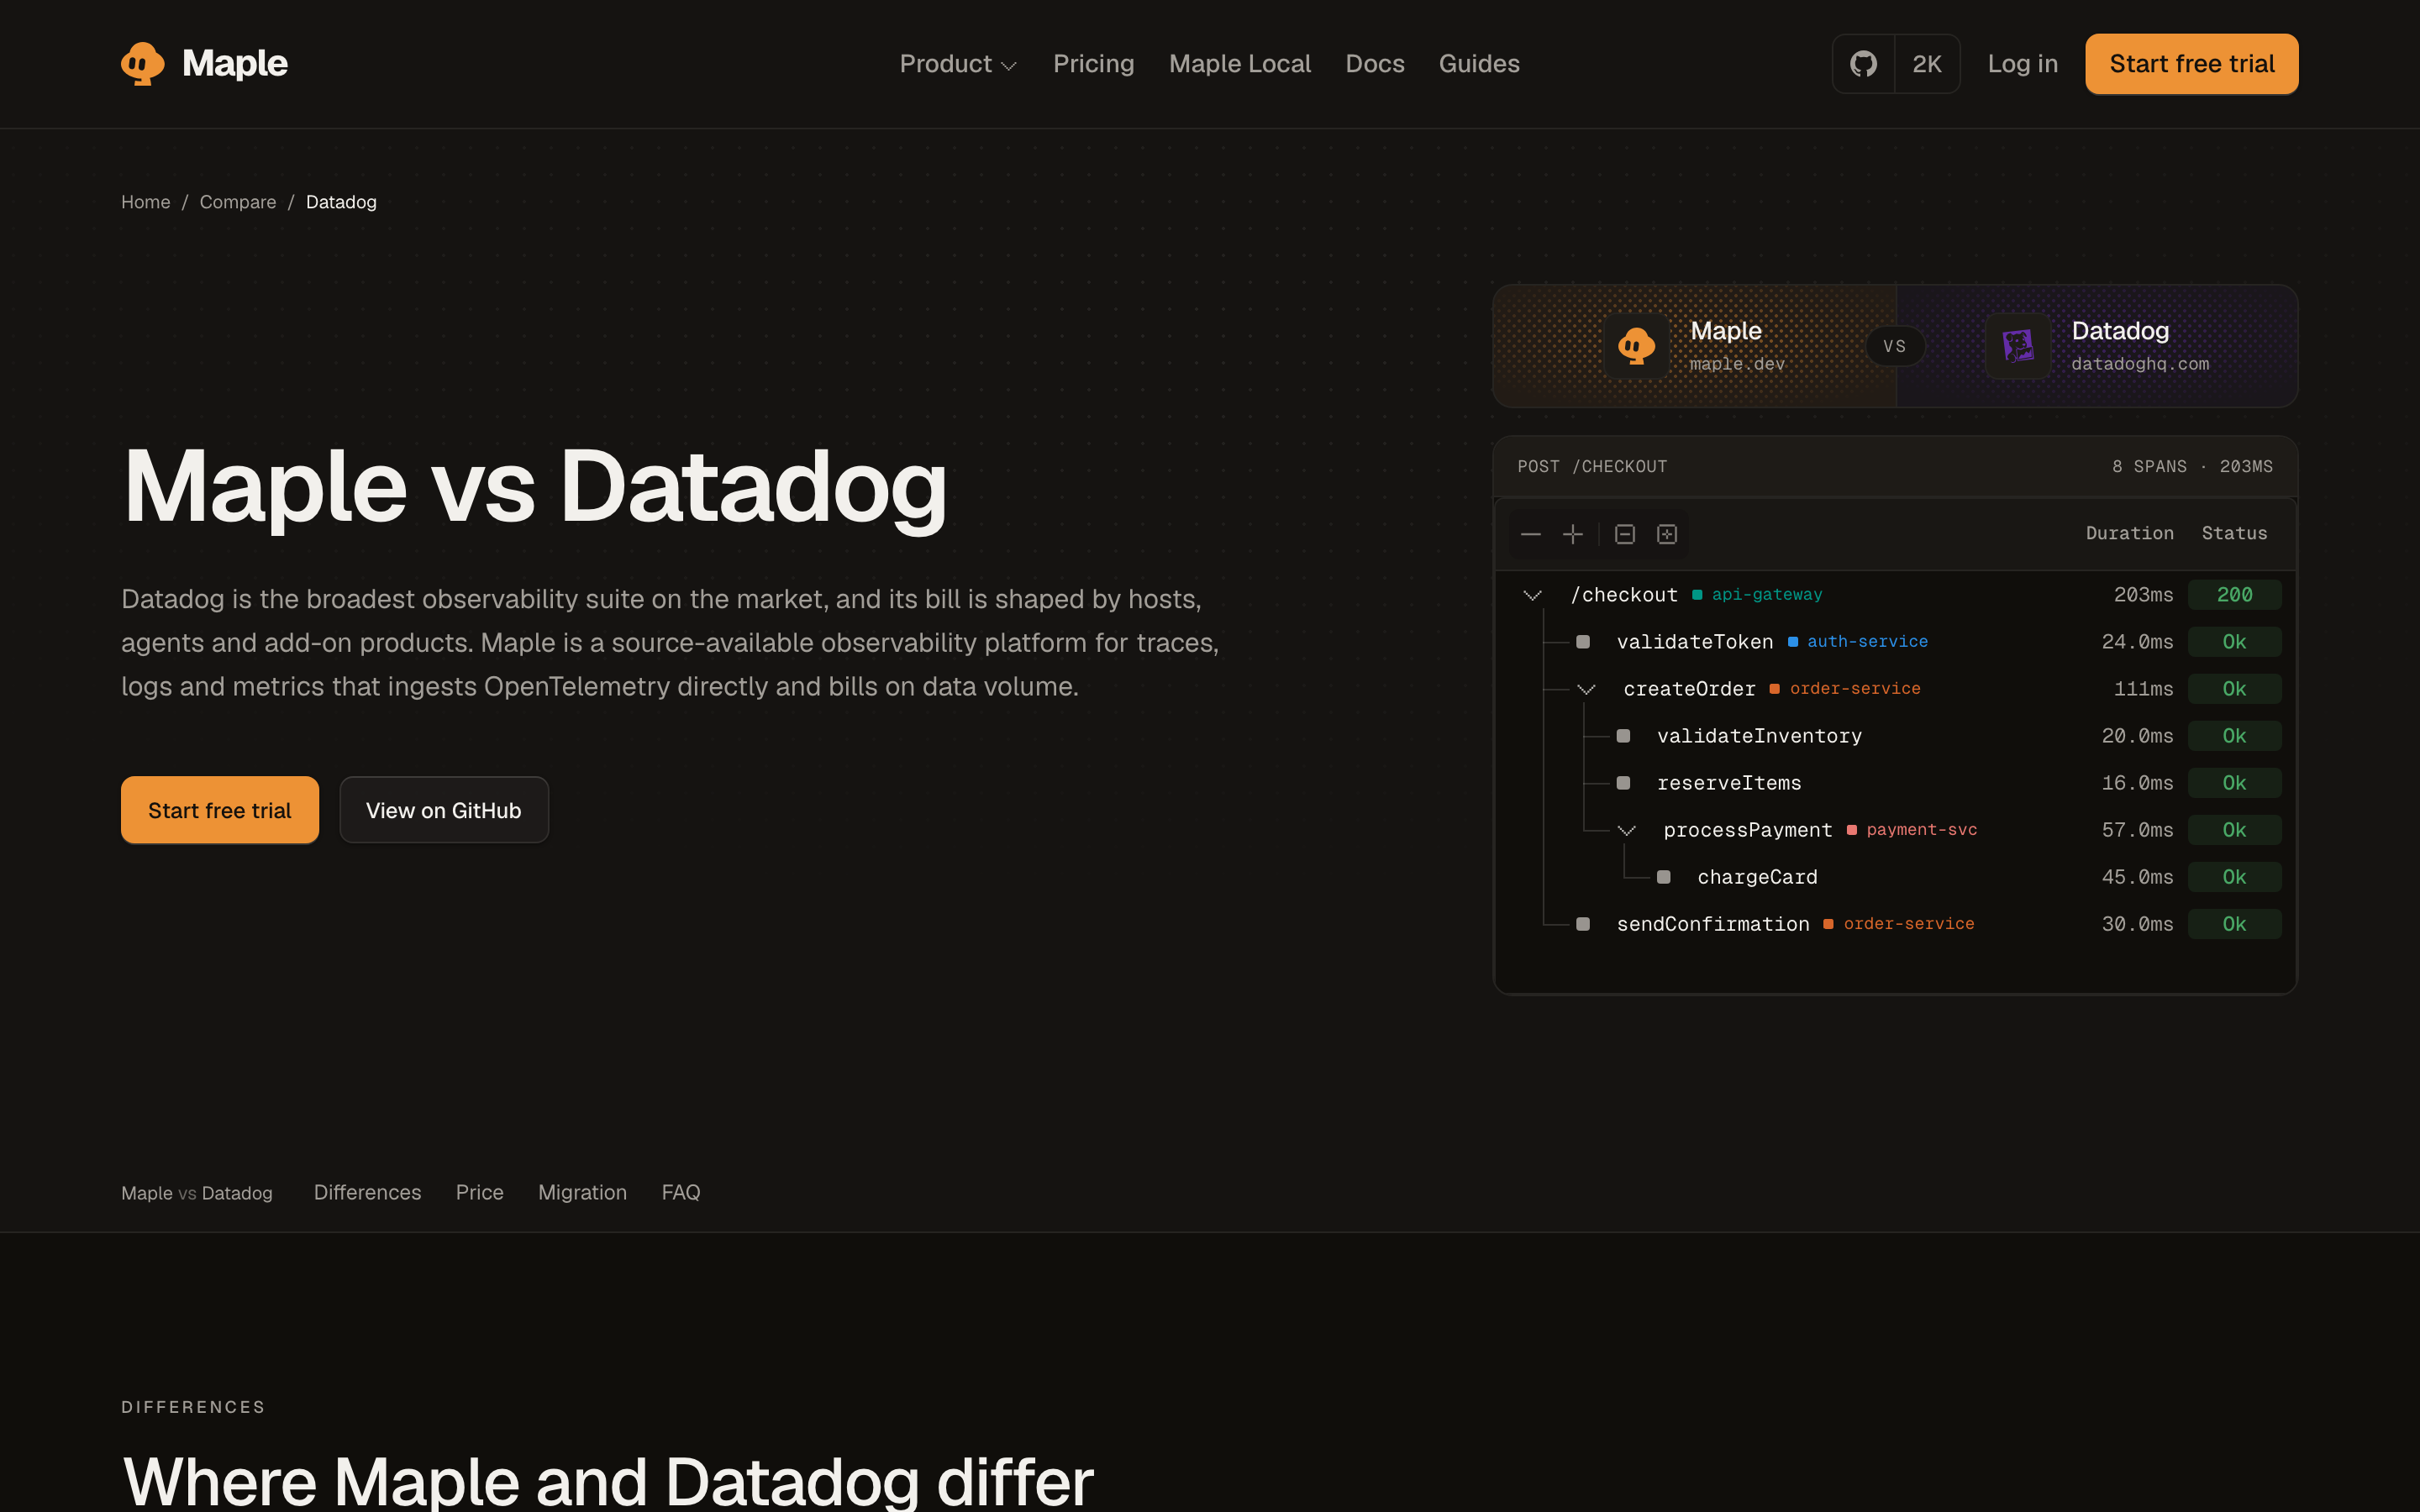 Maple
Product
Pricing
Maple Local
Docs
Guides
2K
Log in
Start free trial
Home / Compare / Datadog
Maple
maple.dev
VS
Datadog
datadoghq.com
Maple vs Datadog
Datadog is the broadest observability suite on the market, and its bill is shaped by hosts,
agents and add-on products. Maple is a source-available observability platform for traces,
logs and metrics that ingests OpenTelemetry directly and bills on data volume.
Start free trial
View on GitHub
POST /CHECKOUT 8 SPANS · 203MS
Duration Status
/checkout api-gateway 203ms 200
validateToken auth-service 24.0ms Ok
createOrder order-service 111ms Ok
validateInventory 20.0ms Ok
reserveItems 16.0ms Ok
processPayment payment-svc 57.0ms Ok
chargeCard 45.0ms Ok
sendConfirmation order-service 30.0ms Ok
Maple vs Datadog
Differences
Price
Migration
FAQ
DIFFERENCES
Where Maple and Datadog differ